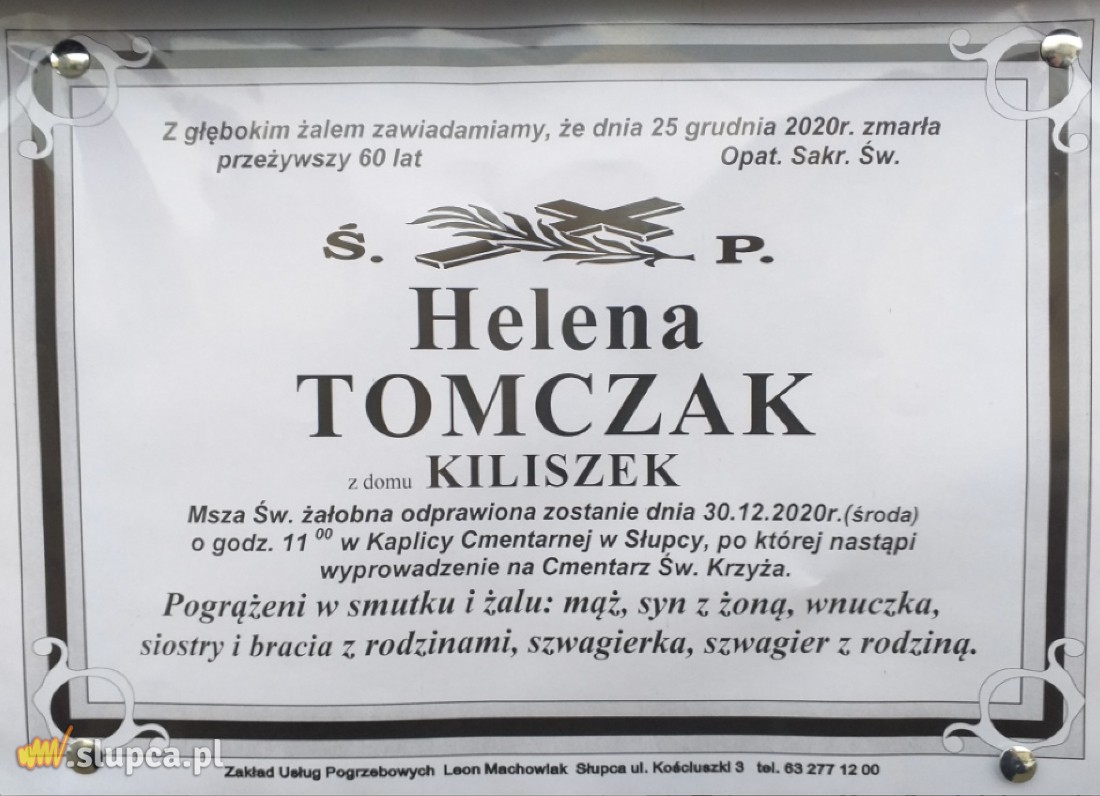 Z głębokim żalem zawiadamiamy, że dnia 25 grudnia 2020r. zmarła
przeżywszy 60 lat Opat. Sakr. Św.
Ś. P.
Helena
TOMCZAK
z domu KILISZEK
Msza Św. żałobna odprawiona zostanie dnia 30.12.2020r.(środa)
o godz. 11 00 w Kaplicy Cmentarnej w Słupcy, po której nastąpi
wyprowadzenie na Cmentarz Św. Krzyża.
Pogrążeni w smutku i żalu: mąż, syn z żoną, wnuczka,
siostry i bracia z rodzinami, szwagierka, szwagier z rodziną.
www.slupca.pl
Zakład Usług Pogrzebowych Leon Machowiak Słupca ul. Kościuszki 3 tel. 63 277 12 00